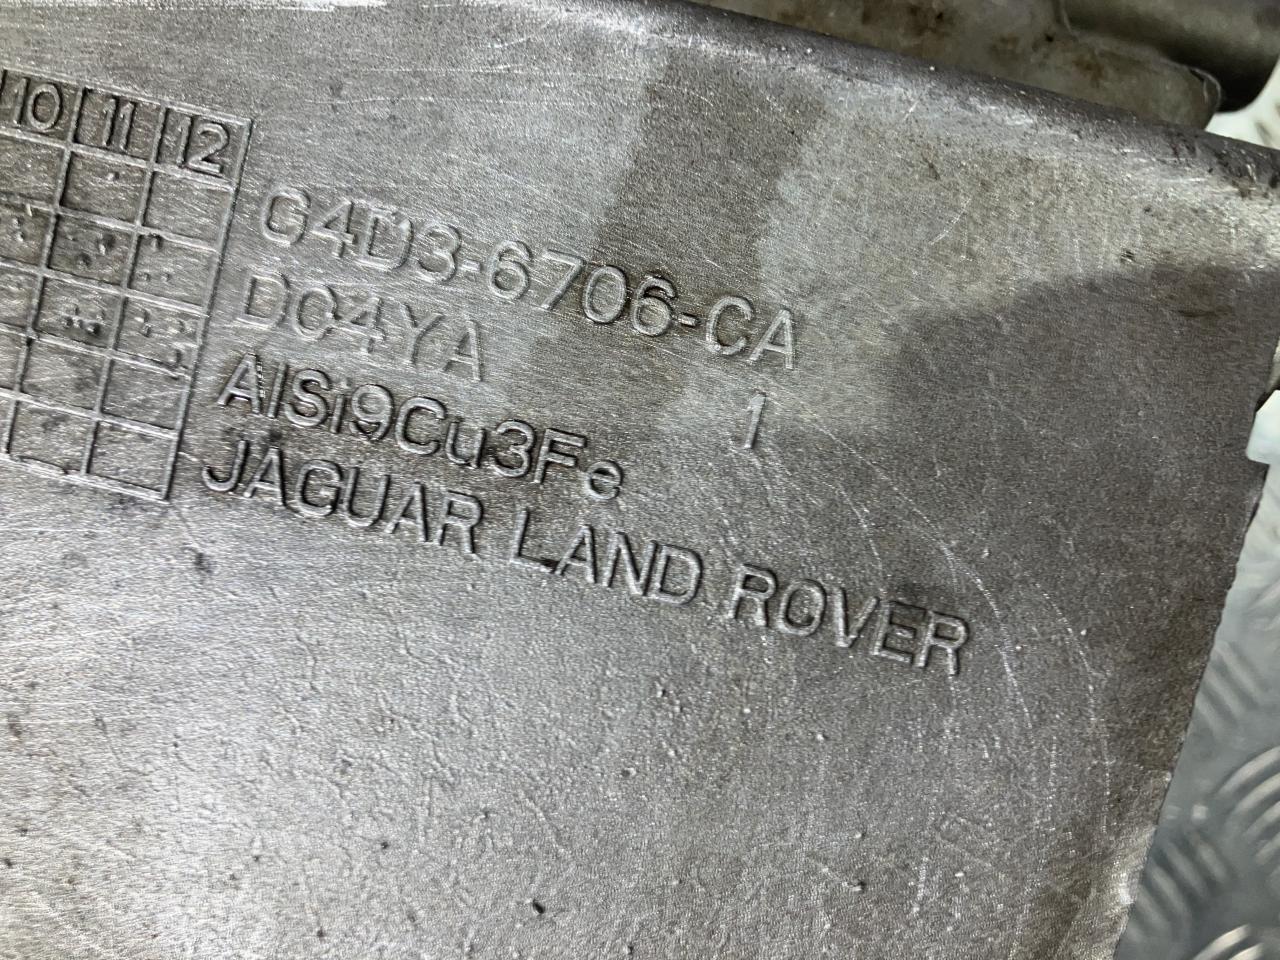 10 11 12
G4D3-6706-CA
DC4YA
1
AlSi9Cu3Fe
JAGUAR LAND ROVER